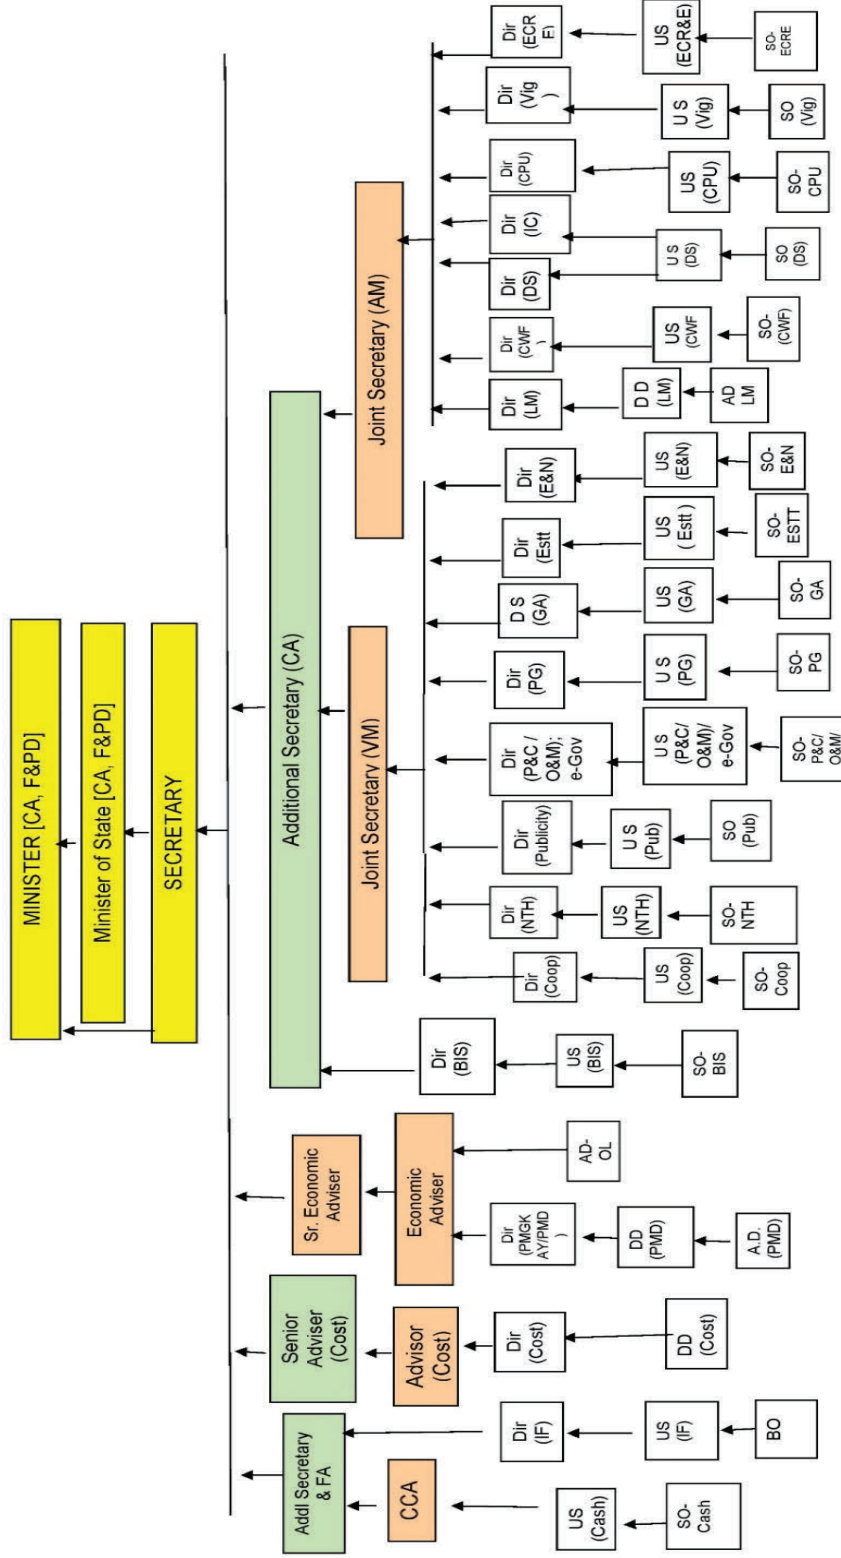 MINISTER [CA, F&PD]
Minister of State [CA, F&PD]
SECRETARY
Addl Secretary
& FA
Senior
Adviser
(Cost)
Sr. Economic
Adviser
Additional Secretary (CA)
CCA
Advisor
(Cost)
Economic
Adviser
Joint Secretary (VM)
Joint Secretary (AM)
Dir
(IF)
Dir
(Cost)
Dir
(PMGK
AY/PMD
)
AD-
OL
Dir
(BIS)
Dir
(Coop)
Dir
(NTH)
Dir
(Publicity)
Dir
(P&C /
O&M);
e-Gov
Dir
(PG)
D S
(GA)
Dir
(Estt
Dir
(E&N)
Dir
(LM)
Dir
(CWF
)
Dir
(DS)
Dir
(IC)
Dir
(CPU)
Dir
(Vig
)
Dir
(ECR
E)
US
(Cash)
US
(IF)
DD
(Cost)
DD
(PMD)
US
(BIS)
US
(Coop)
US
(NTH)
U S
(Pub)
U S
(P&C/
O&M)/
e-Gov
U S
(PG)
US
(GA)
US
( Estt)
US
(E&N)
D D
(LM)
US
(CWF
U S
(DS)
US
(CPU)
U S
(Vig)
US
(ECR&E)
SO-
Cash
BO
A.D.
(PMD)
SO-
BIS
SO-
Coop
SO-
NTH
SO
(Pub)
SO-
P&C/
O&M/
SO-
PG
SO-
GA
SO-
ESTT
SO-
E&N
AD
LM
SO-
(CWF)
SO
(DS)
SO-
CPU
SO
(Vig)
SO-
ECRE